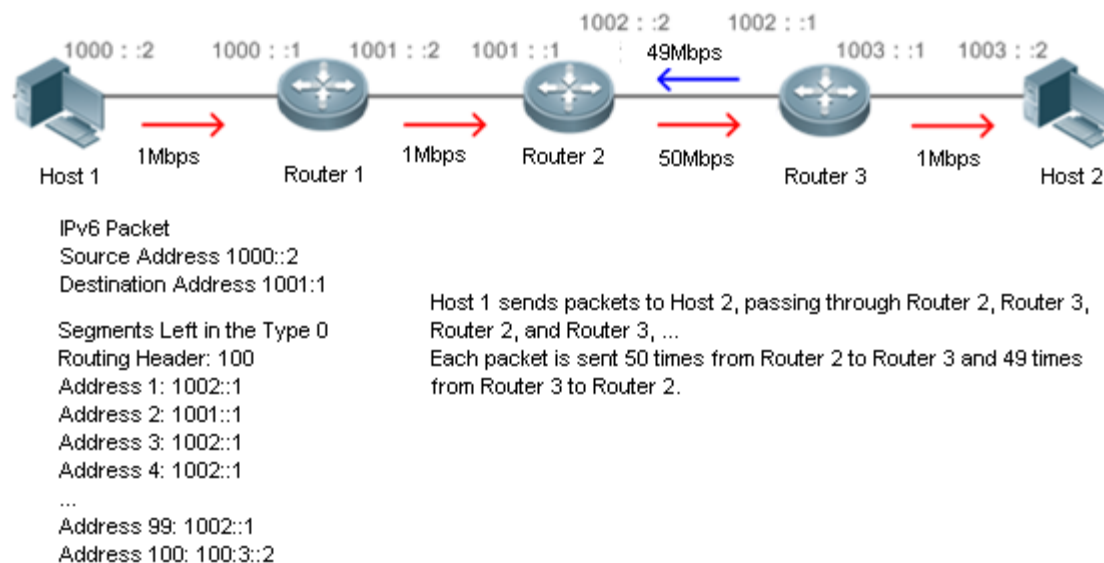 1002 : ::2
1002 : ::1
1000 : ::2
1000 : ::1
1001 : ::2
1001 : ::1
49Mbps
1003 : ::1
1003 : ::2
1Mbps
1Mbps
50Mbps
1Mbps
Host 1
Router 1
Router 2
Router 3
Host 2
IPv6 Packet
Source Address 1000::2
Destination Address 1001:1
Segments Left in the Type 0
Routing Header: 100
Address 1: 1002::1
Address 2: 1001::1
Address 3: 1002::1
Address 4: 1002::1
...
Address 99: 1002::1
Address 100: 100:3::2
Host 1 sends packets to Host 2, passing through Router 2, Router 3,
Router 2, and Router 3, ...
Each packet is sent 50 times from Router 2 to Router 3 and 49 times
from Router 3 to Router 2.